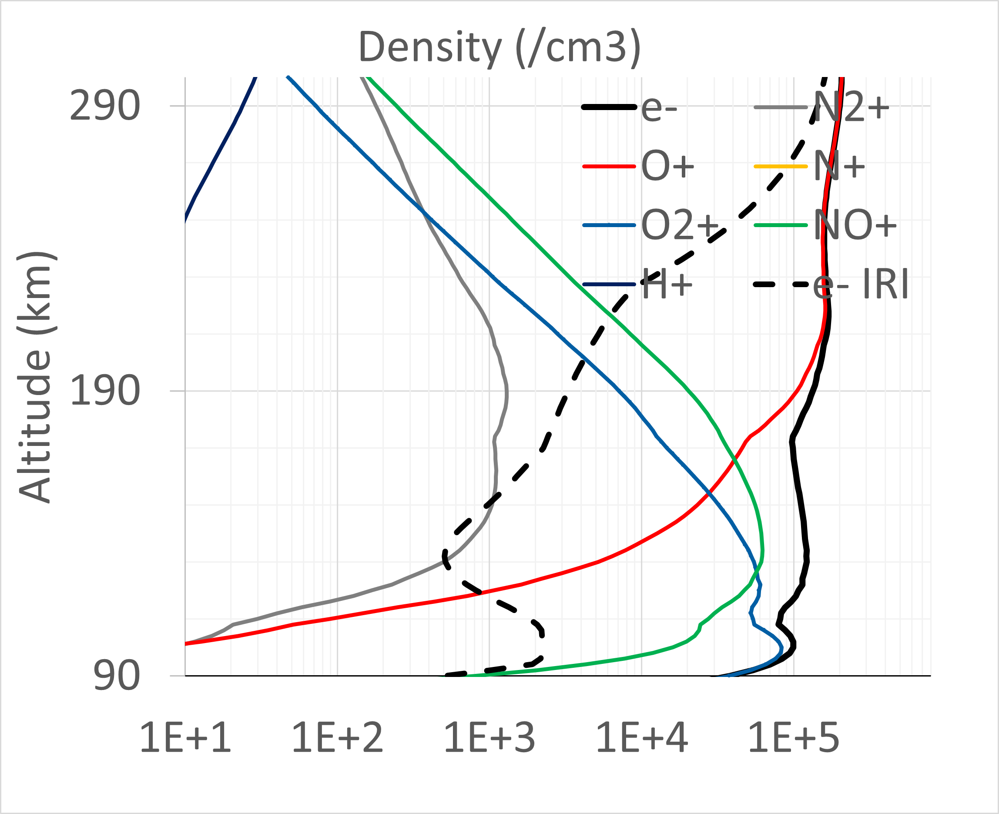 Density (/cm3)
Altitude (km)
290
190
90
e-
N2+
O+
N+
O2+
NO+
H+
e- IRI
1E+1 1E+2 1E+3 1E+4 1E+5